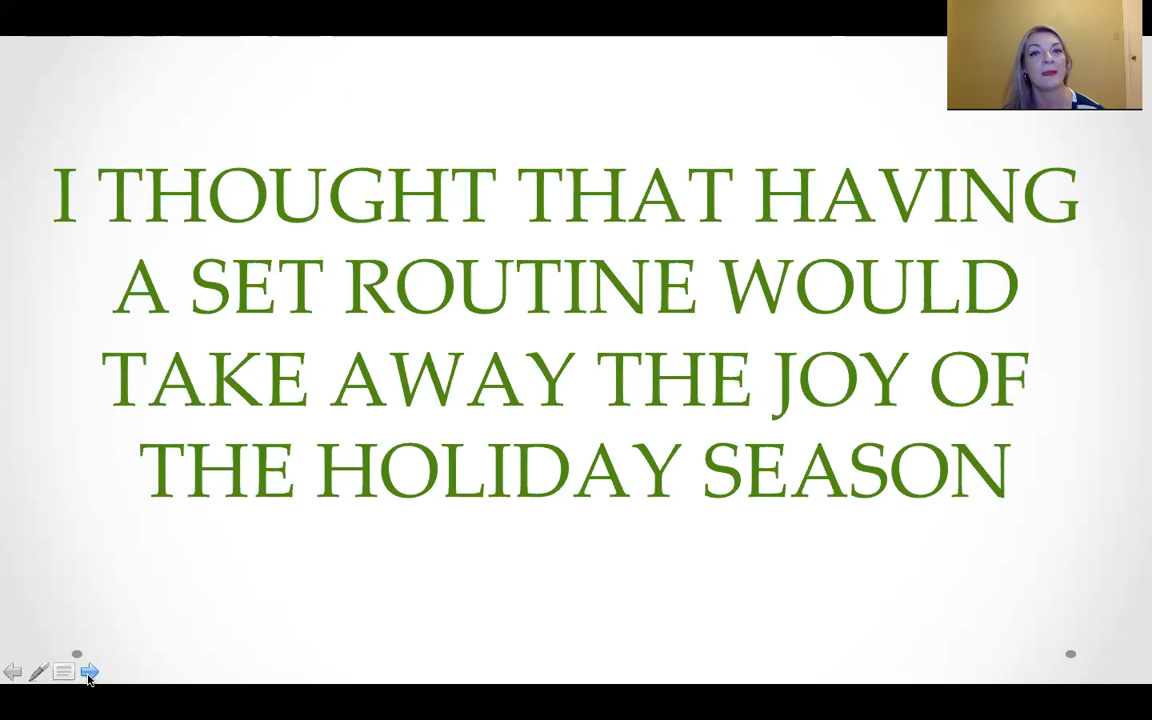 I THOUGHT THAT HAVING
A SET ROUTINE WOULD
TAKE AWAY THE JOY OF
THE HOLIDAY SEASON